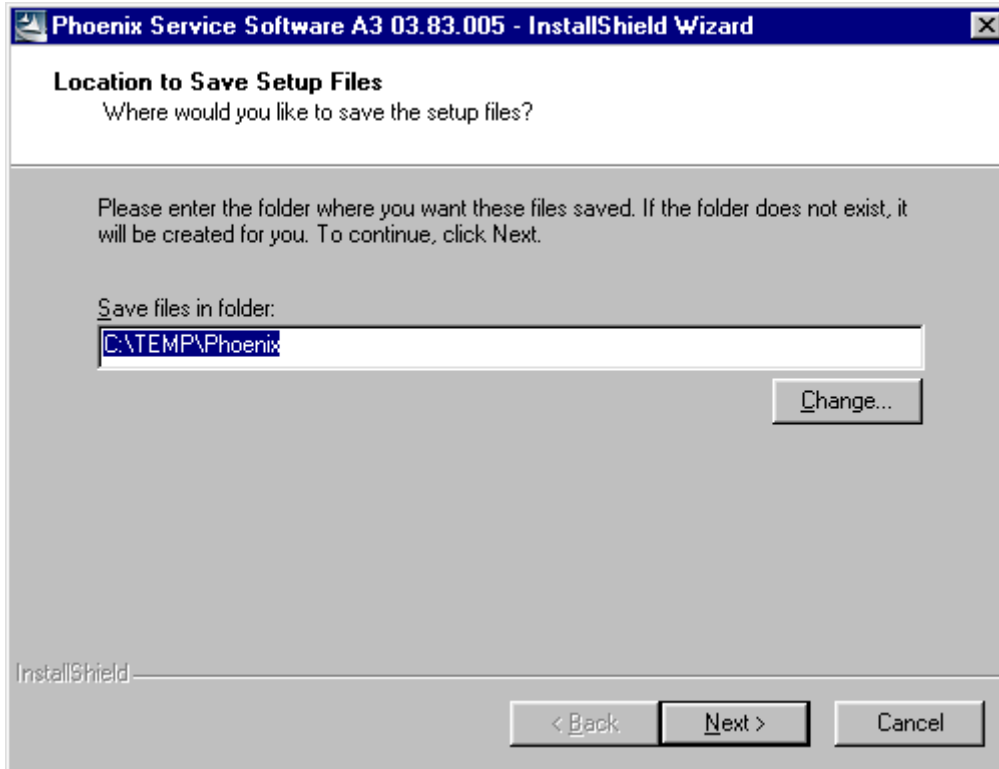 Phoenix Service Software A3 03.83.005 - InstallShield Wizard
Location to Save Setup Files
Where would you like to save the setup files?
Please enter the folder where you want these files saved. If the folder does not exist, it
will be created for you. To continue, click Next.
Save files in folder:
C:\TEMP\Phoenix
Change...
InstallShield
< Back
Next >
Cancel